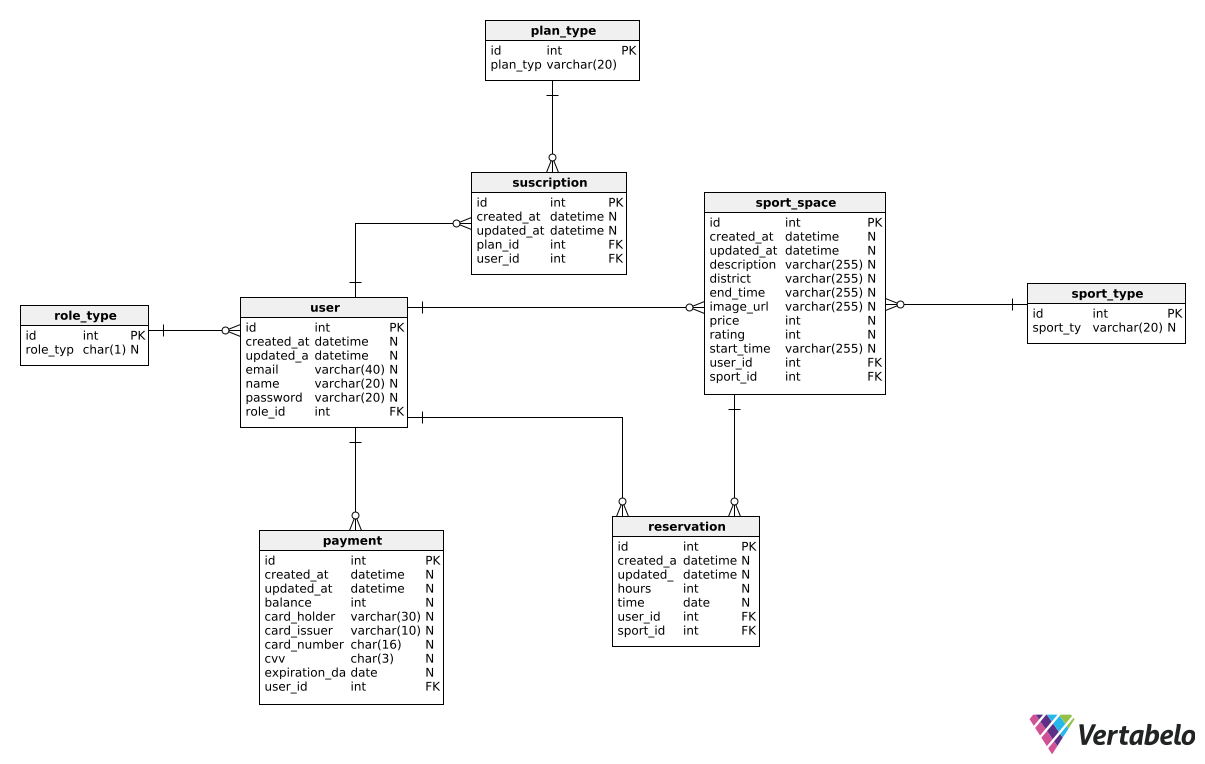 plan_type
id int PK
plan_typ varchar(20)
suscription
id int PK
created_at datetime N
updated_at datetime N
plan_id int FK
user_id int FK
sport_space
id int PK
created_at datetime N
updated_at datetime N
description varchar(255) N
district varchar(255) N
end_time varchar(255) N
image_url varchar(255) N
price int N
rating int N
start_time varchar(255) N
user_id int FK
sport_id int FK
sport_type
id int PK
sport_ty varchar(20) N
role_type
id int PK
role_typ char(1) N
user
id int PK
created_at datetime N
updated_a datetime N
email varchar(40) N
name varchar(20) N
password varchar(20) N
role_id int FK
payment
id int PK
created_at datetime N
updated_at datetime N
balance int N
card_holder varchar(30) N
card_issuer varchar(10) N
card_number char(16) N
cvv char(3) N
expiration_da date N
user_id int FK
reservation
id int PK
created_a datetime N
updated_ datetime N
hours int N
time date N
user_id int FK
sport_id int FK
Vertabelo